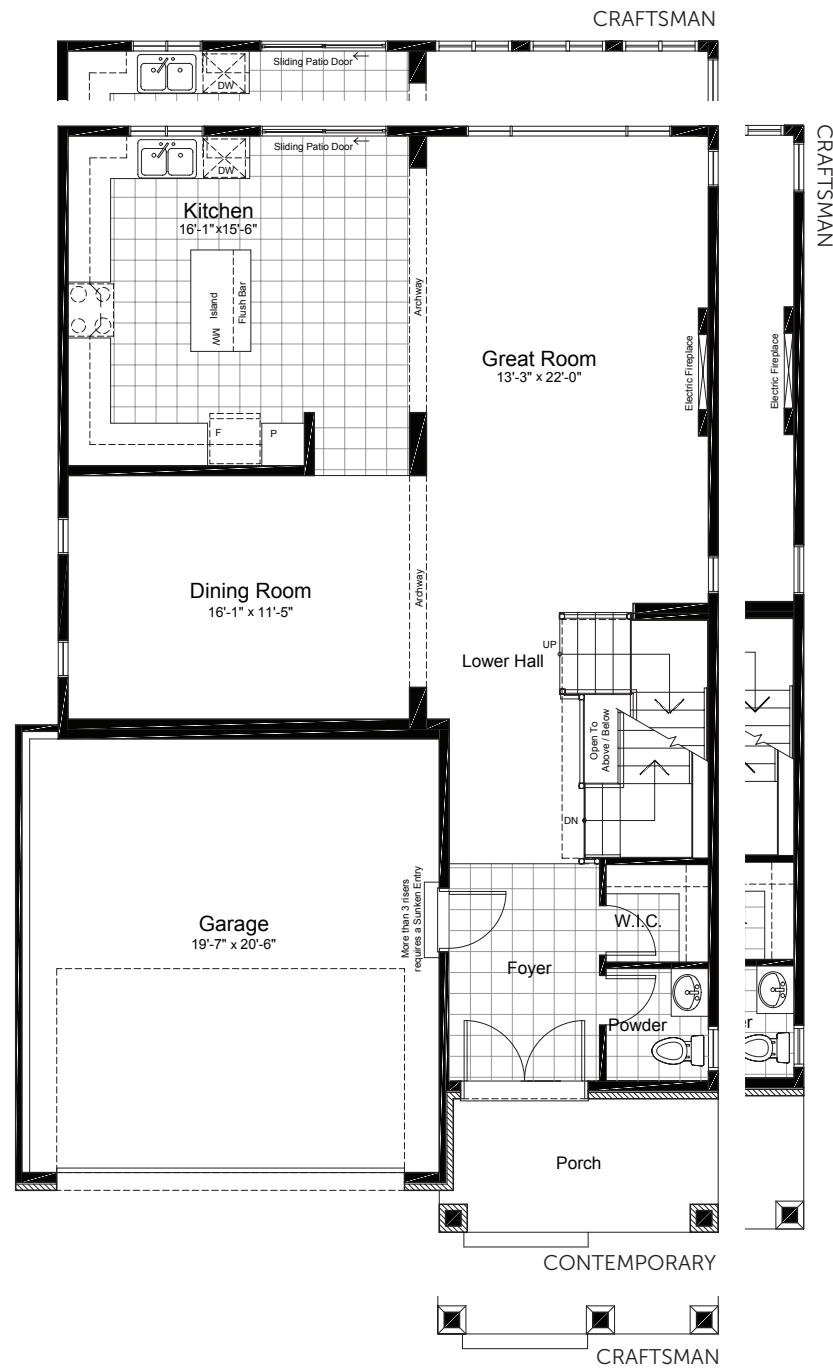 CRAFTSMAN
Sliding Patio Door
DW
CRAFTSMAN
Sliding Patio Door
DW
Kitchen
16'-1"x15'-6"
Island
MW
Flush Bar
Archway
Great Room
13'-3" x 22'-0"
Electric Fireplace
Electric Fireplace
F
P
Dining Room
16'-1" x 11'-5"
Archway
Lower Hall
UP
Open To
Above / Below
DN
Garage
19'-7" x 20'-6"
More than 3 risers
requires a Sunken Entry
W.I.C.
Foyer
Powder
er
Porch
CONTEMPORARY
CRAFTSMAN